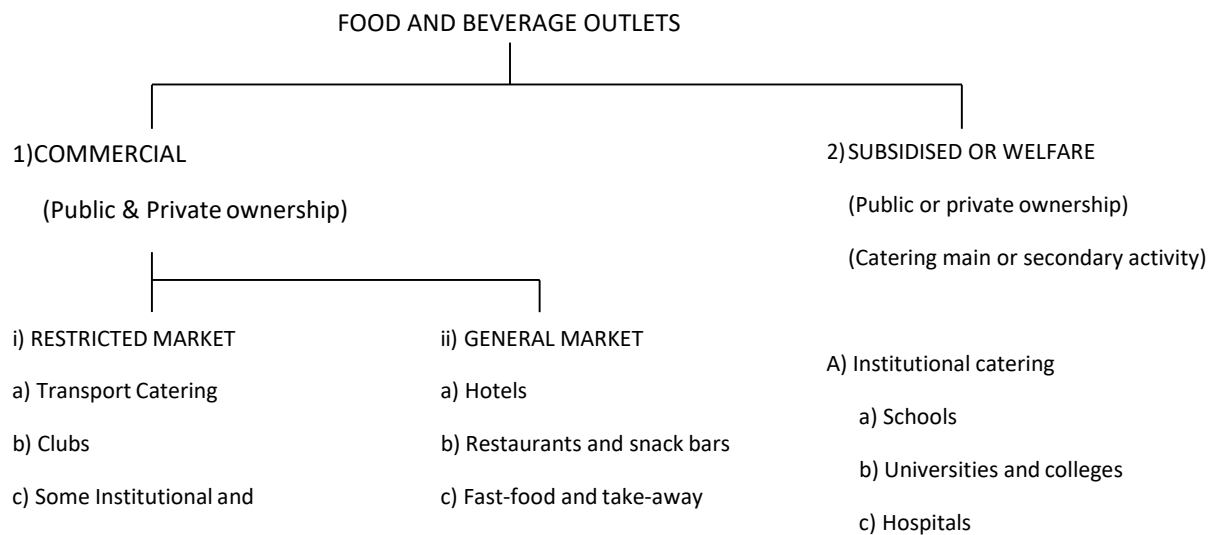 FOOD AND BEVERAGE OUTLETS
1)COMMERCIAL
(Public & Private ownership)
2) SUBSIDISED OR WELFARE
(Public or private ownership)
(Catering main or secondary activity)
i) RESTRICTED MARKET
a) Transport Catering
b) Clubs
c) Some Institutional and
ii) GENERAL MARKET
a) Hotels
b) Restaurants and snack bars
c) Fast-food and take-away
A) Institutional catering
a) Schools
b) Universities and colleges
c) Hospitals